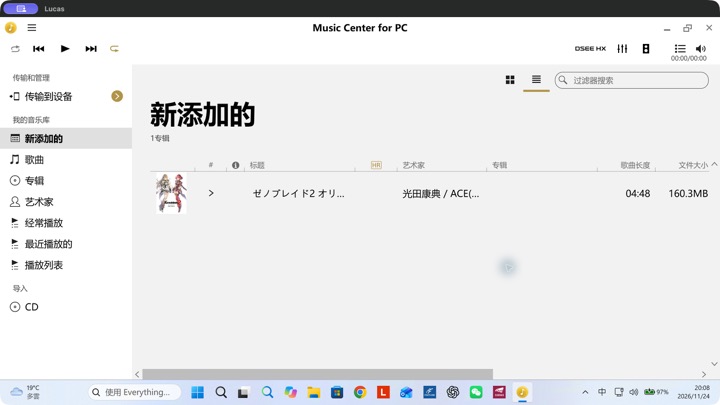 Lucas
Music Center for PC
DSEE HX
00:00/00:00
传输和管理
传输到设备
我的音乐库
新添加的
歌曲
专辑
艺术家
经常播放
最近播放的
播放列表
导入
CD
过滤器搜索
新添加的
1专辑
# 标题 HR 艺术家 专辑 歌曲长度 文件大小
ゼノブレイド2 オリ... 光田康典 / ACE(... 04:48 160.3MB
19°C
多雲
使用 Everything...
中
97%
20:08
2026/11/24